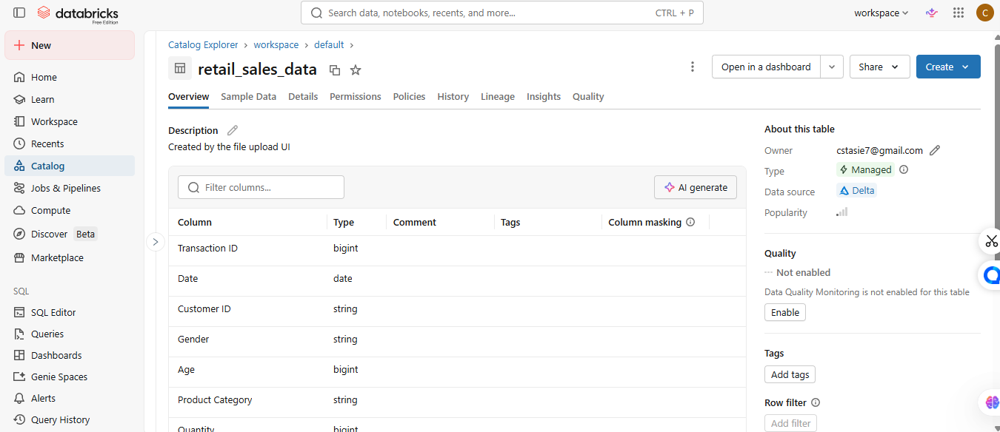 databricks
Free Edition
Search data, notebooks, recents, and more...
CTRL + P
workspace
C
New
Home
Learn
Workspace
Recents
Catalog
Jobs & Pipelines
Compute
Discover Beta
Marketplace
SQL
SQL Editor
Queries
Dashboards
Genie Spaces
Alerts
Query History
Catalog Explorer > workspace > default >
retail_sales_data
Open in a dashboard
Share
Create
Overview Sample Data Details Permissions Policies History Lineage Insights Quality
Description
Created by the file upload UI
Filter columns...
AI generate
Column Type Comment Tags Column masking
Transaction ID bigint
Date date
Customer ID string
Gender string
Age bigint
Product Category string
Quantity bigint
About this table
Owner cstasie7@gmail.com
Type Managed
Data source Delta
Popularity
Quality
--- Not enabled
Data Quality Monitoring is not enabled for this table
Enable
Tags
Add tags
Row filter
Add filter